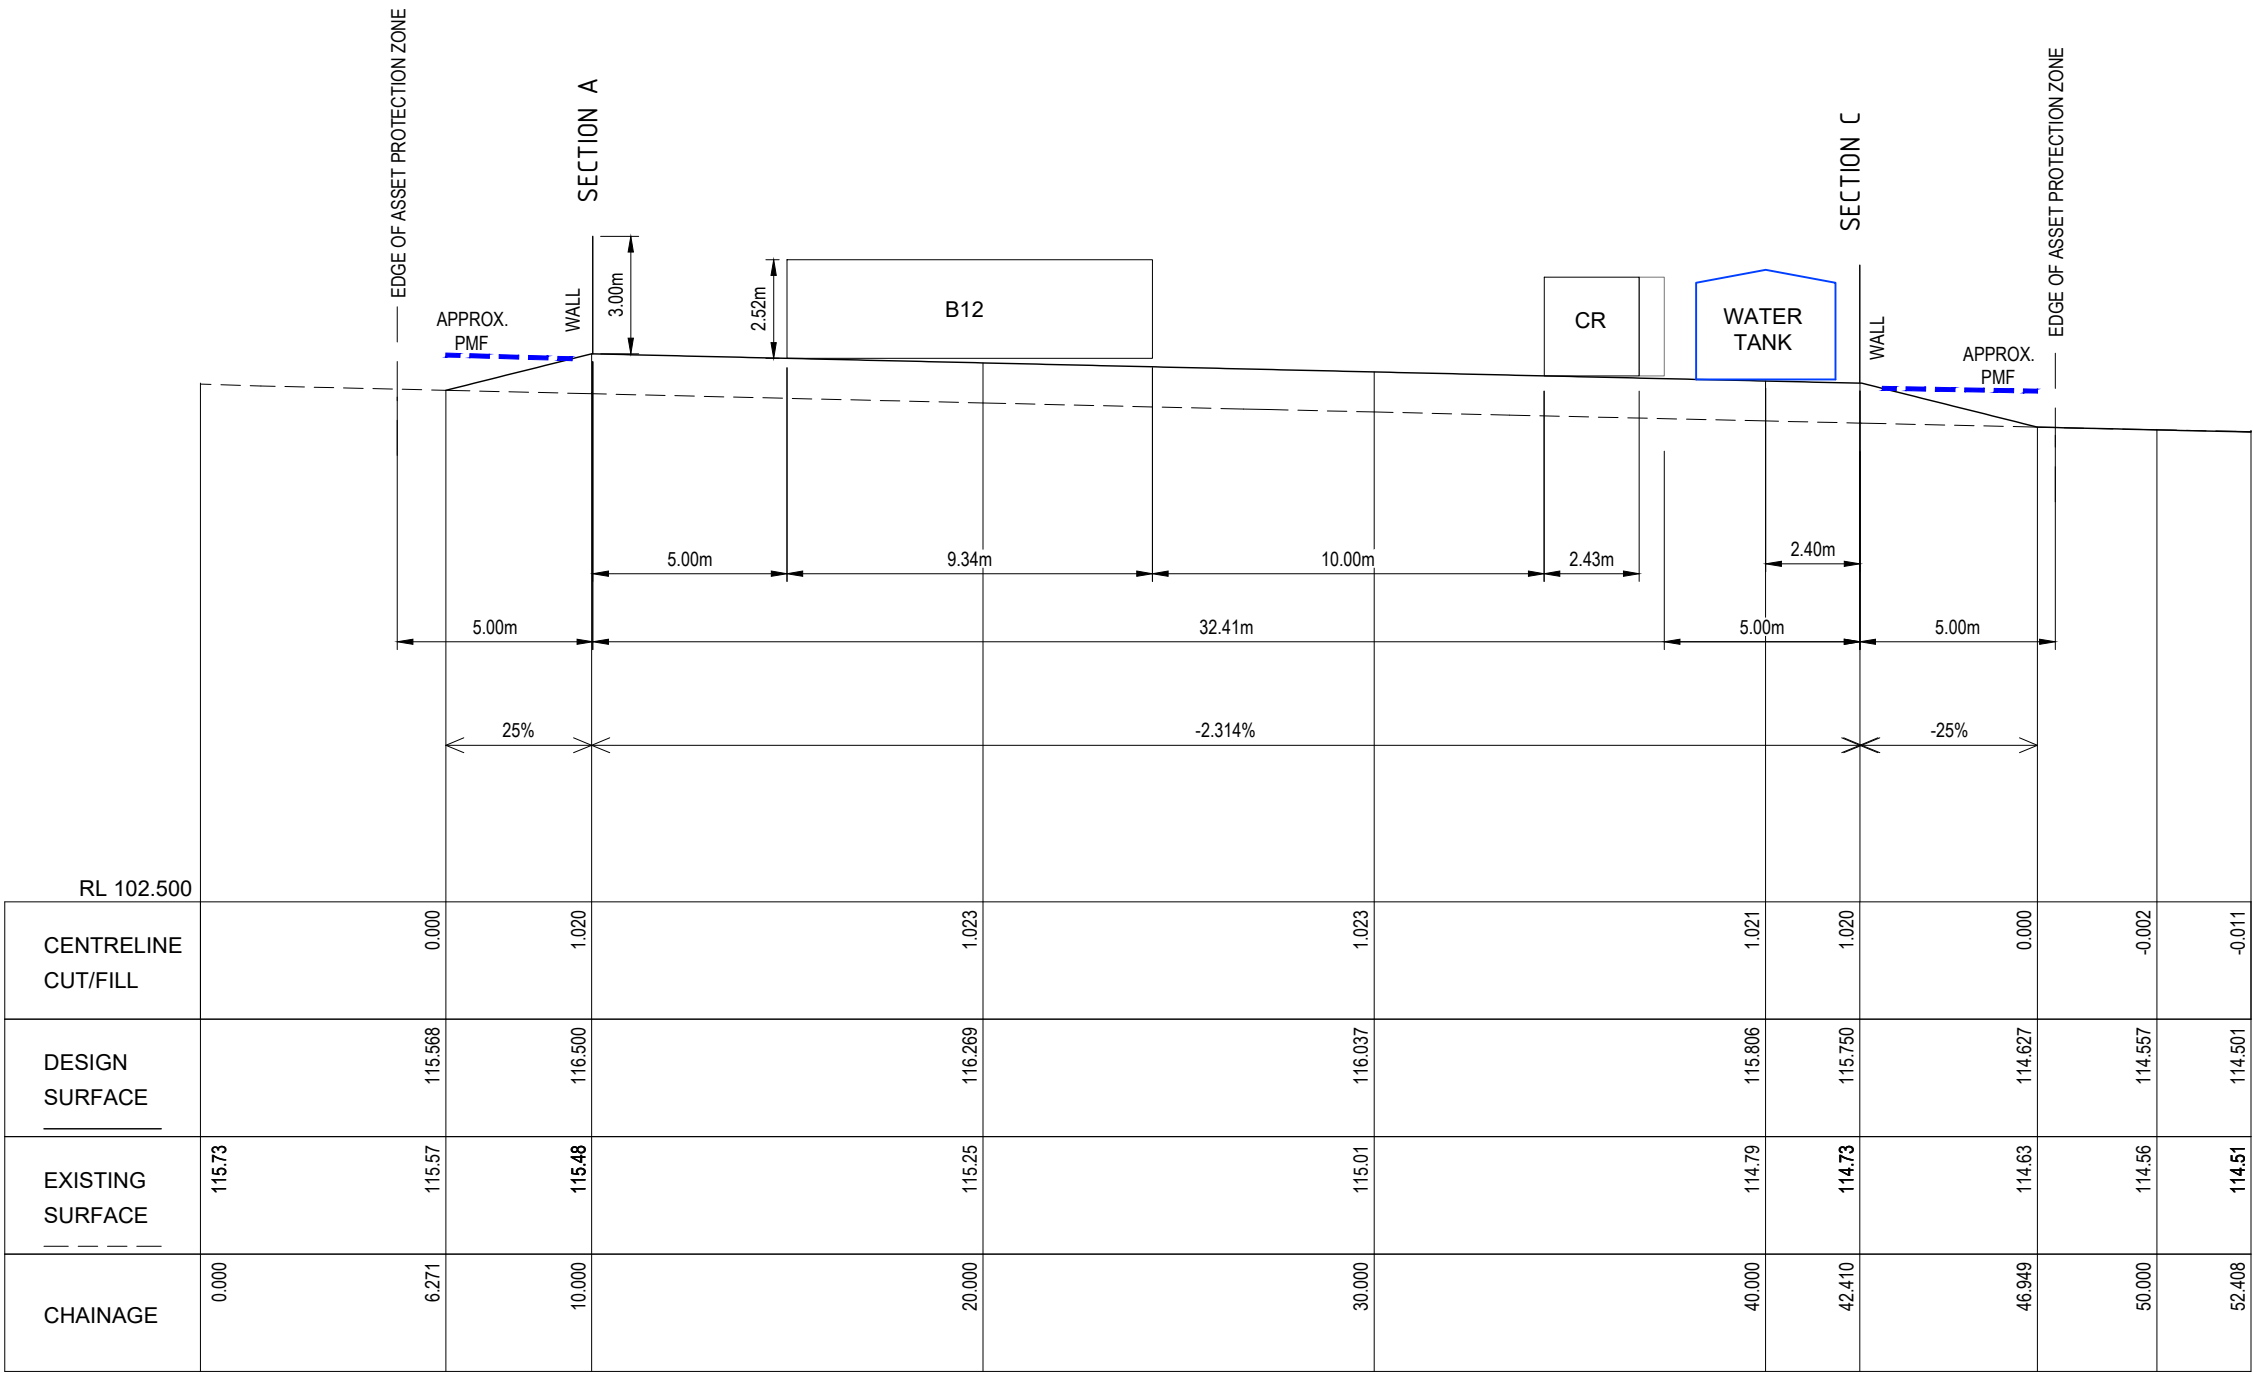 EDGE OF ASSET PROTECTION ZONE
SECTION A
SECTION C
EDGE OF ASSET PROTECTION ZONE
APPROX.
PMF
WALL
3.00m
2.52m
B12
CR
WATER
TANK
WALL
APPROX.
PMF
5.00m
9.34m
10.00m
2.43m
2.40m
5.00m
32.41m
5.00m
5.00m
25%
-2.314%
-25%
RL 102.500
CENTRELINE
CUT/FILL
0.000
1.020
1.023
1.023
1.021
1.020
0.000
-0.002
-0.011
DESIGN
SURFACE
115.568
116.500
116.269
116.037
115.806
115.750
114.627
114.557
114.501
EXISTING
SURFACE
115.73
115.57
115.48
115.25
115.01
114.79
114.73
114.63
114.56
114.51
CHAINAGE
0.000
6.271
10.000
20.000
30.000
40.000
42.410
46.949
50.000
52.408